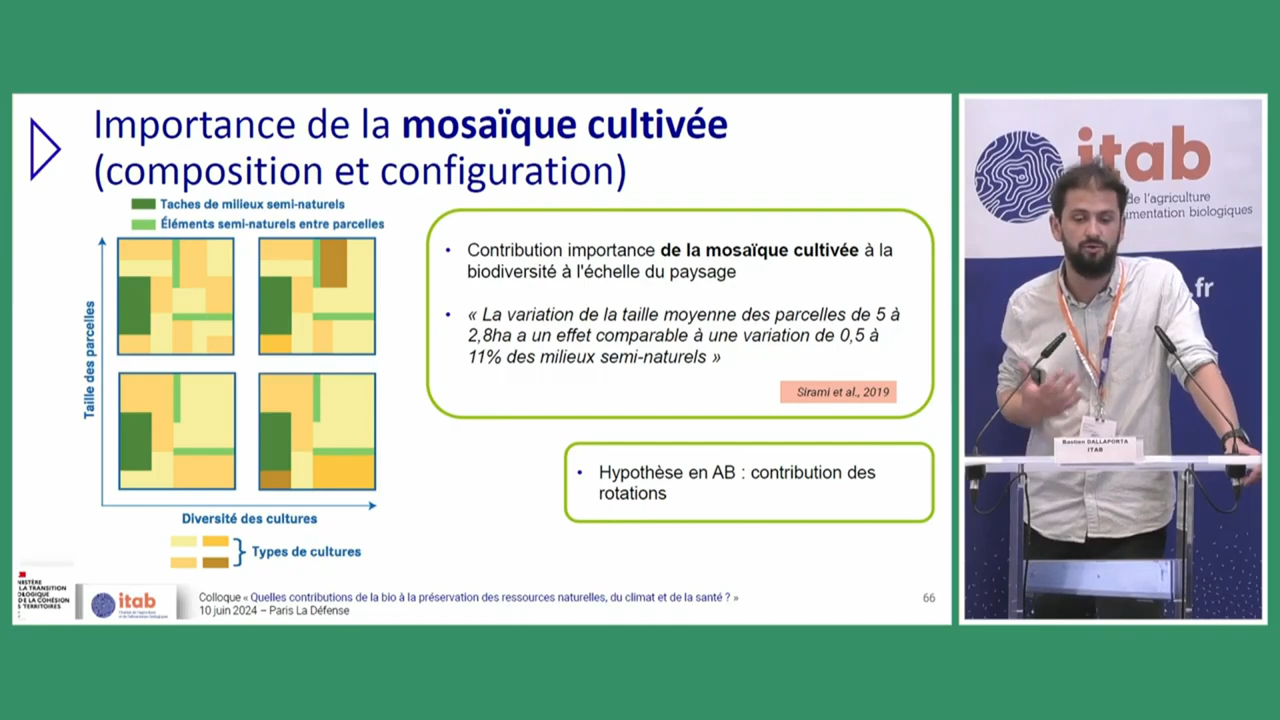 Importance de la mosaïque cultivée
(composition et configuration)
Taches de milieux semi-naturels
Éléments semi-naturels entre parcelles
Taille des parcelles
Diversité des cultures
Types de cultures
• Contribution importance de la mosaïque cultivée à la
biodiversité à l'échelle du paysage
• « La variation de la taille moyenne des parcelles de 5 à
2,8ha a un effet comparable à une variation de 0,5 à
11% des milieux semi-naturels »
Sirami et al., 2019
• Hypothèse en AB : contribution des
rotations
NISTÈRE
LA TRANSITION
OLOGIQUE
DE LA COHÉSION
S TERRITOIRES
itab
Colloque « Quelles contributions de la bio à la préservation des ressources naturelles, du climat et de la santé ? »
10 juin 2024 – Paris La Défense
66
itab
de l'agriculture
imentation biologiques
.fr
Bastien DALLAPORTA
ITAB